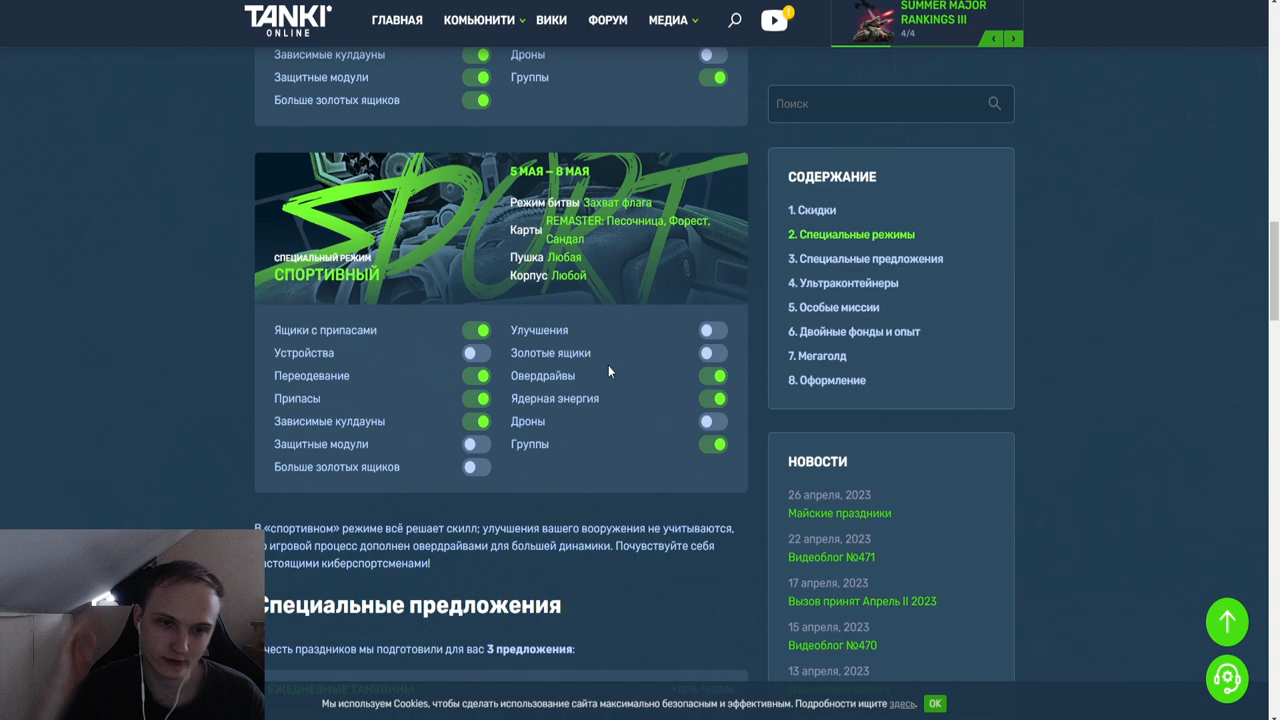 TANKI
ONLINE
ГЛАВНАЯ
КОМЬЮНИТИ
ВИКИ
ФОРУМ
МЕДИА
SUMMER MAJOR
RANKINGS III
4/4
Зависимые кулдауны
Дроны
Защитные модули
Группы
Больше золотых ящиков
SPORT
5 МАЯ – 8 МАЯ
Режим битвы Захват флага
Карты REMASTER: Песочница, Форест,
Сандал
Пушка Любая
Корпус Любой
СПЕЦИАЛЬНЫЙ РЕЖИМ
СПОРТИВНЫЙ
Ящики с припасами
Улучшения
Устройства
Золотые ящики
Переодевание
Овердрайвы
Припасы
Ядерная энергия
Зависимые кулдауны
Дроны
Защитные модули
Группы
Больше золотых ящиков
В «спортивном» режиме всё решает скилл; улучшения вашего вооружения не учитываются,
игровой процесс дополнен овердрайвами для большей динамики. Почувствуйте себя
настоящими киберспортсменами!
Специальные предложения
честь праздников мы подготовили для вас 3 предложения:
ЕЖЕДНЕВНЫЕ ТАНКОИНЫ
Поиск
СОДЕРЖАНИЕ
1. Скидки
2. Специальные режимы
3. Специальные предложения
4. Ультраконтейнеры
5. Особые миссии
6. Двойные фонды и опыт
7. Мегаголд
8. Оформление
НОВОСТИ
26 апреля, 2023
Майские праздники
22 апреля, 2023
Видеоблог №471
17 апреля, 2023
Вызов принят Апрель II 2023
15 апреля, 2023
Видеоблог №470
13 апреля, 2023
Мы используем Cookies, чтобы сделать использование сайта максимально безопасным и эффективным. Подробности ищите здесь.
OK